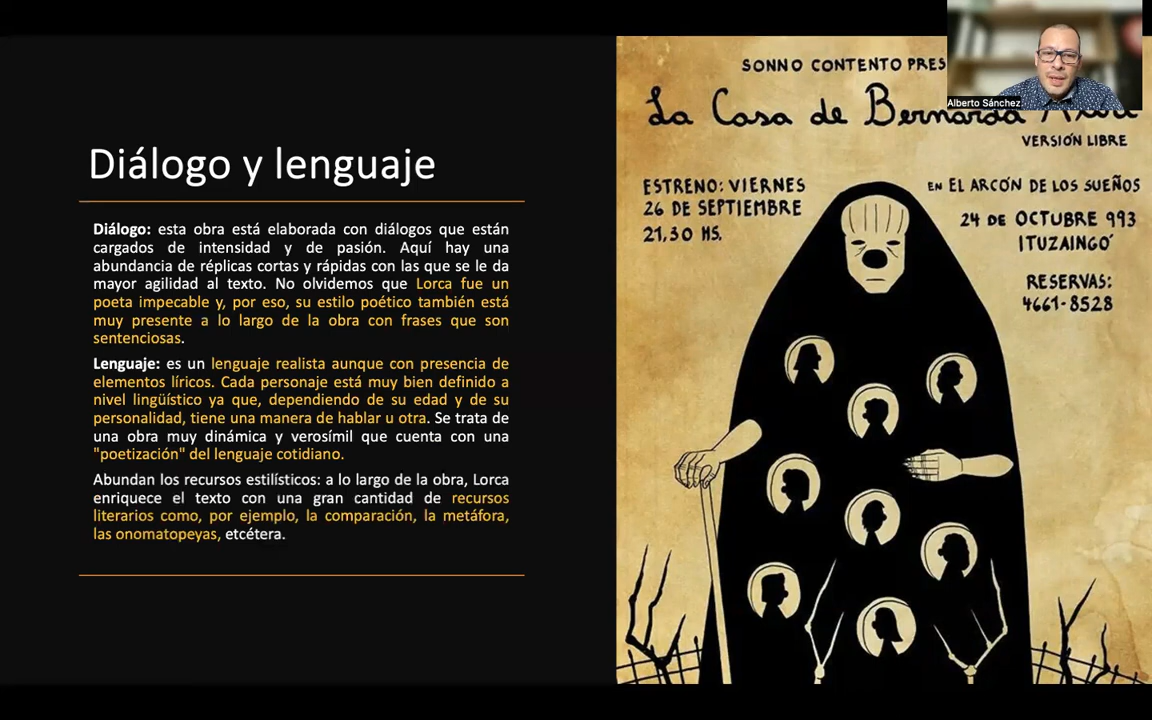 Diálogo y lenguaje
Diálogo: esta obra está elaborada con diálogos que están
cargados de intensidad y de pasión. Aquí hay una
abundancia de réplicas cortas y rápidas con las que se le da
mayor agilidad al texto. No olvidemos que Lorca fue un
poeta impecable y, por eso, su estilo poético también está
muy presente a lo largo de la obra con frases que son
sentenciosas.
Lenguaje: es un lenguaje realista aunque con presencia de
elementos líricos. Cada personaje está muy bien definido a
nivel lingüístico ya que, dependiendo de su edad y de su
personalidad, tiene una manera de hablar u otra. Se trata de
una obra muy dinámica y verosímil que cuenta con una
"poetización" del lenguaje cotidiano.
Abundan los recursos estilísticos: a lo largo de la obra, Lorca
enriquece el texto con una gran cantidad de recursos
literarios como, por ejemplo, la comparación, la metáfora,
las onomatopeyas, etcétera.
SONNO CONTENTO PRES
La Casa de Bernarda
VERSIÓN LIBRE
ESTRENO: VIERNES
26 DE SEPTIEMBRE
21,30 HS.
EN EL ARCÓN DE LOS SUEÑOS
24 DE OCTUBRE 993
ITUZAINGÓ
RESERVAS:
4661-8528
Alberto Sánchez